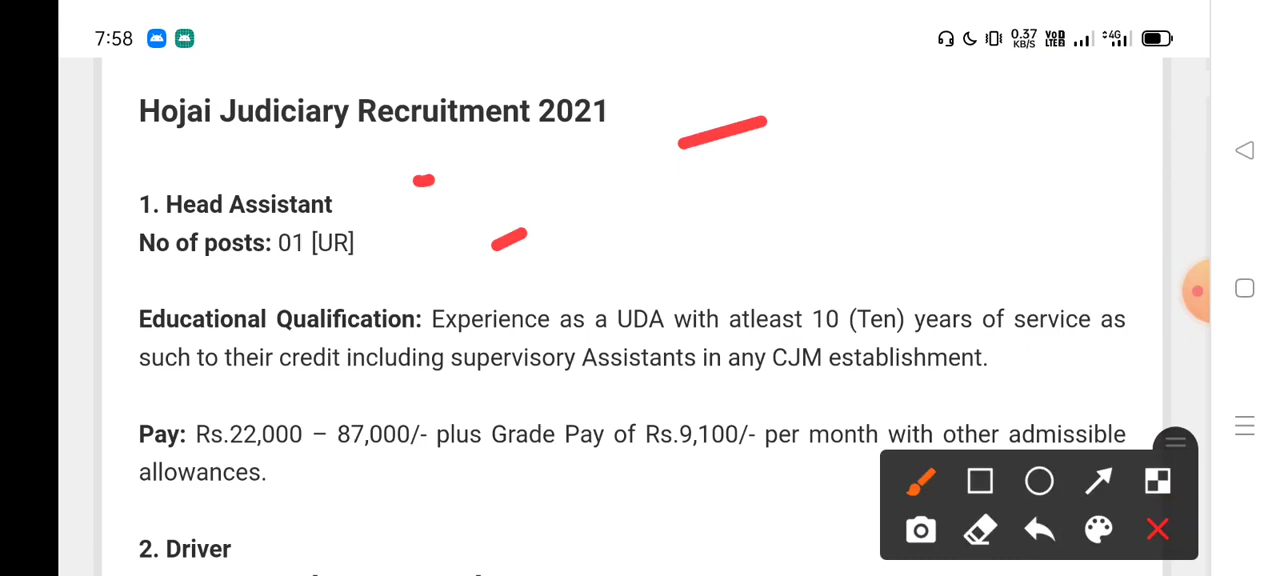 7:58
0.37 KB/S
VoD LTE2
4G
Hojai Judiciary Recruitment 2021
1. Head Assistant
No of posts: 01 [UR]
Educational Qualification: Experience as a UDA with atleast 10 (Ten) years of service as
such to their credit including supervisory Assistants in any CJM establishment.
Pay: Rs.22,000 – 87,000/- plus Grade Pay of Rs.9,100/- per month with other admissible
allowances.
2. Driver